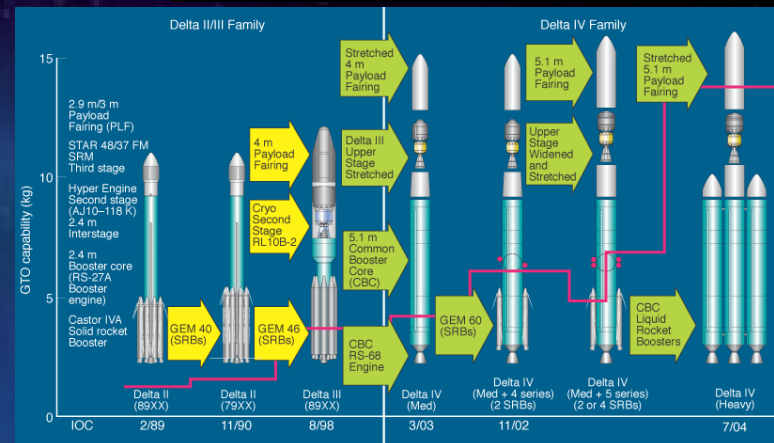 Delta II/III Family
Delta IV Family
GTO capability (kg)
15
10
5
0
2.9 m/3 m
Payload
Fairing (PLF)
STAR 48/37 FM
SRM
Third stage
Hyper Engine
Second stage
(AJ10–118 K)
2.4 m
Interstage
2.4 m
Booster core
(RS-27A
Booster
engine)
Castor IVA
Solid rocket
Booster
GEM 40
(SRBs)
GEM 46
(SRBs)
4 m
Payload
Fairing
Cryo
Second
Stage
RL10B-2
Stretched
4 m
Payload
Fairing
Delta III
Upper
Stage
Stretched
5.1 m
Common
Booster
Core
(CBC)
CBC
RS-68
Engine
GEM 60
(SRBs)
5.1 m
Payload
Fairing
Upper
Stage
Widened
and
Stretched
Stretched
5.1 m
Payload
Fairing
CBC
Liquid
Rocket
Boosters
Delta II
(89XX)
Delta II
(79XX)
Delta III
(89XX)
Delta IV
(Med)
Delta IV
(Med + 4 series)
(2 SRBs)
Delta IV
(Med + 5 series)
(2 or 4 SRBs)
Delta IV
(Heavy)
IOC
2/89
11/90
8/98
3/03
11/02
7/04